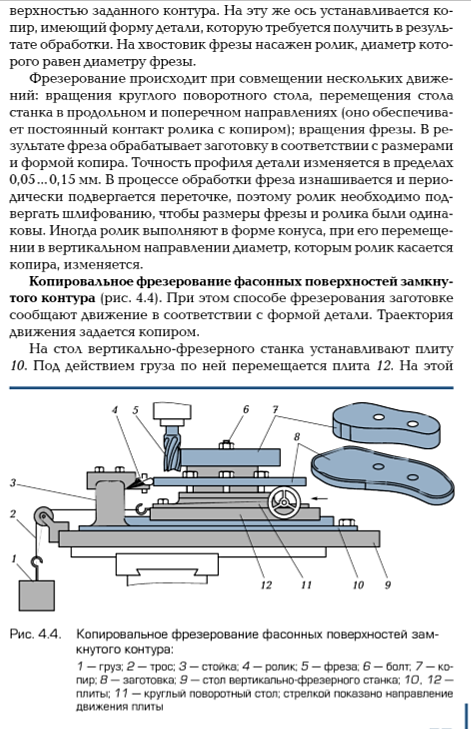 верхностью заданного контура. На эту же ось устанавливается ко-
пир, имеющий форму детали, которую требуется получить в резуль-
тате обработки. На хвостовик фрезы насажен ролик, диаметр кото-
рого равен диаметру фрезы.
Фрезерование происходит при совмещении нескольких движе-
ний: вращения круглого поворотного стола, перемещения стола
станка в продольном и поперечном направлениях (оно обеспечива-
ет постоянный контакт ролика с копиром); вращения фрезы. В ре-
зультате фреза обрабатывает заготовку в соответствии с размерами
и формой копира. Точность профиля детали изменяется в пределах
0,05...0,15 мм. В процессе обработки фреза изнашивается и перио-
дически подвергается переточке, поэтому ролик необходимо под-
вергать шлифованию, чтобы размеры фрезы и ролика были одина-
ковы. Иногда ролик выполняют в форме конуса, при его перемеще-
нии в вертикальном направлении диаметр, которым ролик касается
копира, изменяется.
Копировальное фрезерование фасонных поверхностей замкну-
того контура (рис. 4.4). При этом способе фрезерования заготовке
сообщают движение в соответствии с формой детали. Траектория
движения задается копиром.
На стол вертикально-фрезерного станка устанавливают плиту
10. Под действием груза по ней перемещается плита 12. На этой
4 5 6 7
8
3
2
1
12 11 10 9
Рис. 4.4. Копировальное фрезерование фасонных поверхностей зам-
кнутого контура:
1 — груз; 2 — трос; 3 — стойка; 4 — ролик; 5 — фреза; 6 — болт; 7 — ко-
пир; 8 — заготовка; 9 — стол вертикально-фрезерного станка; 10, 12 —
плиты; 11 — круглый поворотный стол; стрелкой показано направление
движения плиты